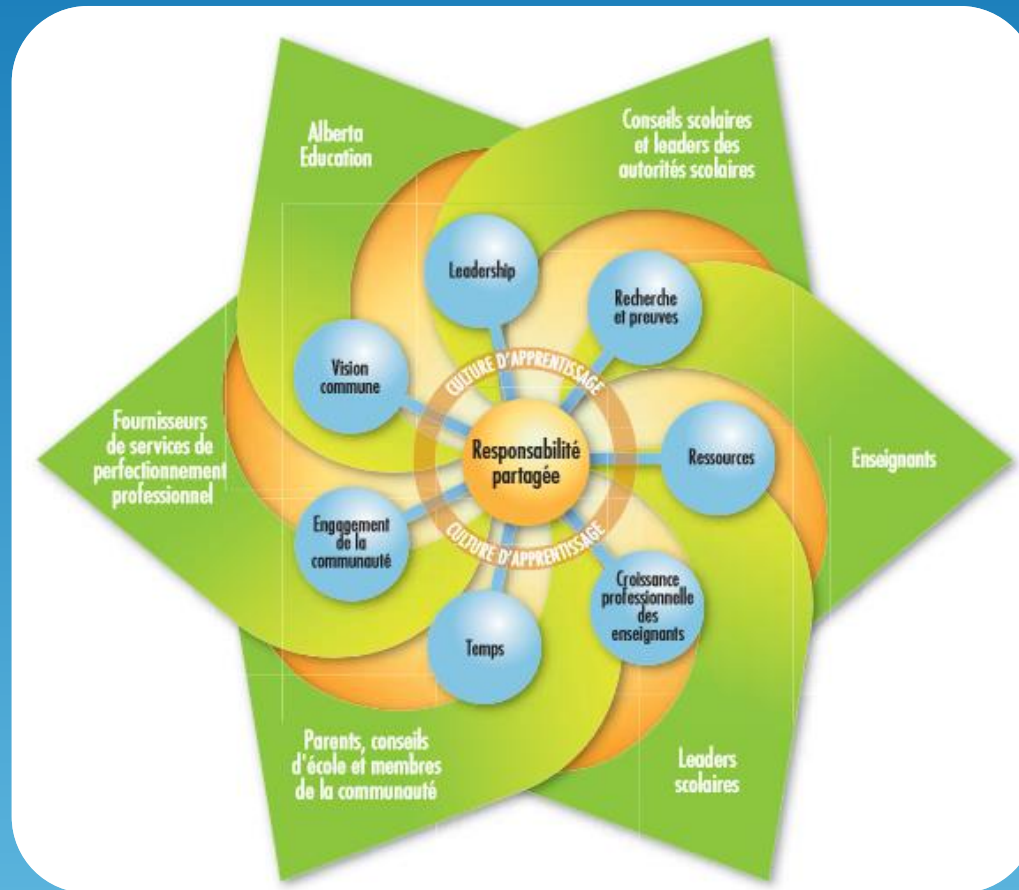 Alberta
Education
Conseils scolaires
et leaders des
autorités scolaires
Leadership
Recherche
et preuves
Vision
commune
CULTURE D'APPRENTISSAGE
Responsabilité
partagée
Ressources
Enseignants
Fournisseurs
de services de
perfectionnement
professionnel
Engagement
de la
communauté
CULTURE D'APPRENTISSAGE
Croissance
professionnelle
des
enseignants
Temps
Parents, conseils
d'école et membres
de la communauté
Leaders
scolaires